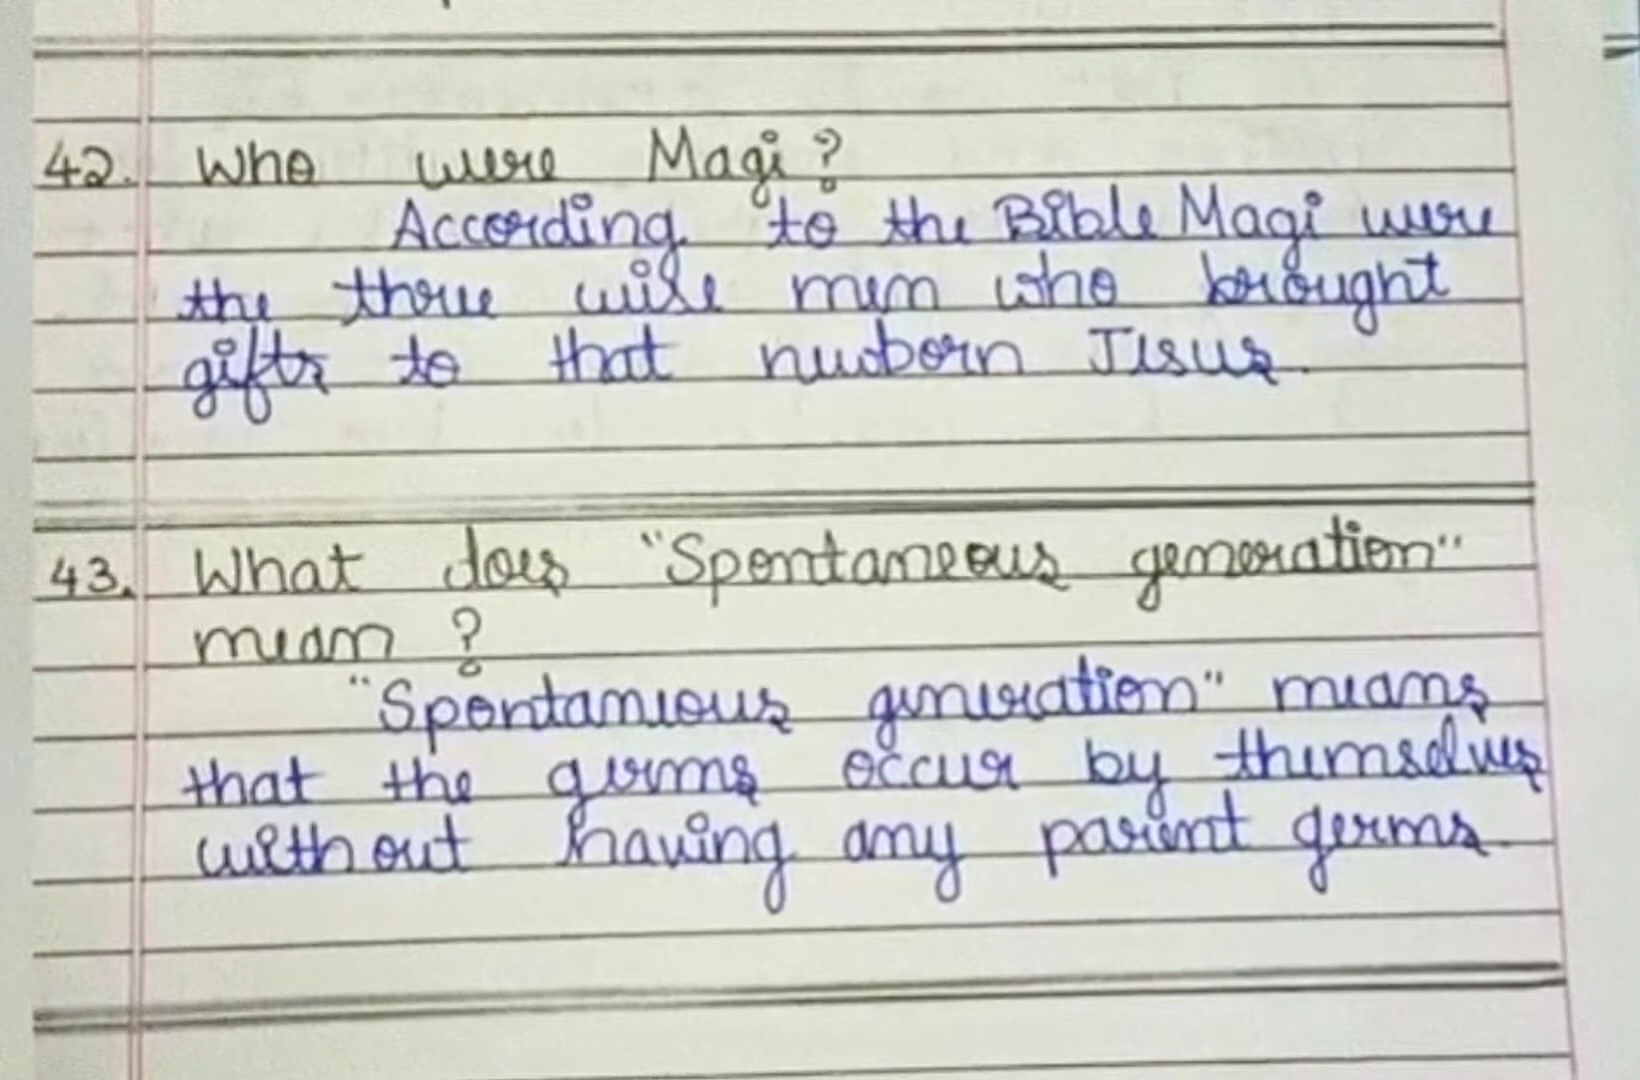 42. Who were Magi?
According to the Bible Magi were
the three wise men who brought
gifts to that newborn Jesus.
43. What does "Spontaneous generation"
mean?
"Spontaneous generation" means
that the germs occur by themselves
without having any parent germs.